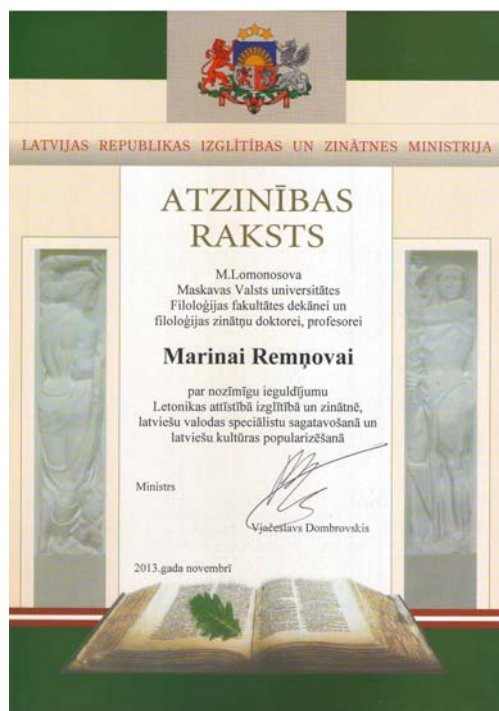 LATVIJAS REPUBLIKAS IZGLĪTĪBAS UN ZINĀTNES MINISTRIJA
ATZINĪBAS
RAKSTS
M.Lomonosova
Maskavas Valsts universitātes
Filoloģijas fakultātes dekānei un
filoloģijas zinātņu doktorei, profesorei
Marinai Remņovai
par nozīmīgu ieguldījumu
Letonikas attīstībā izglītībā un zinātnē,
latviešu valodas speciālistu sagatavošanā un
latviešu kultūras popularizēšanā
Ministrs
Vjačeslavs Dombrovskis
2013.gada novembrī